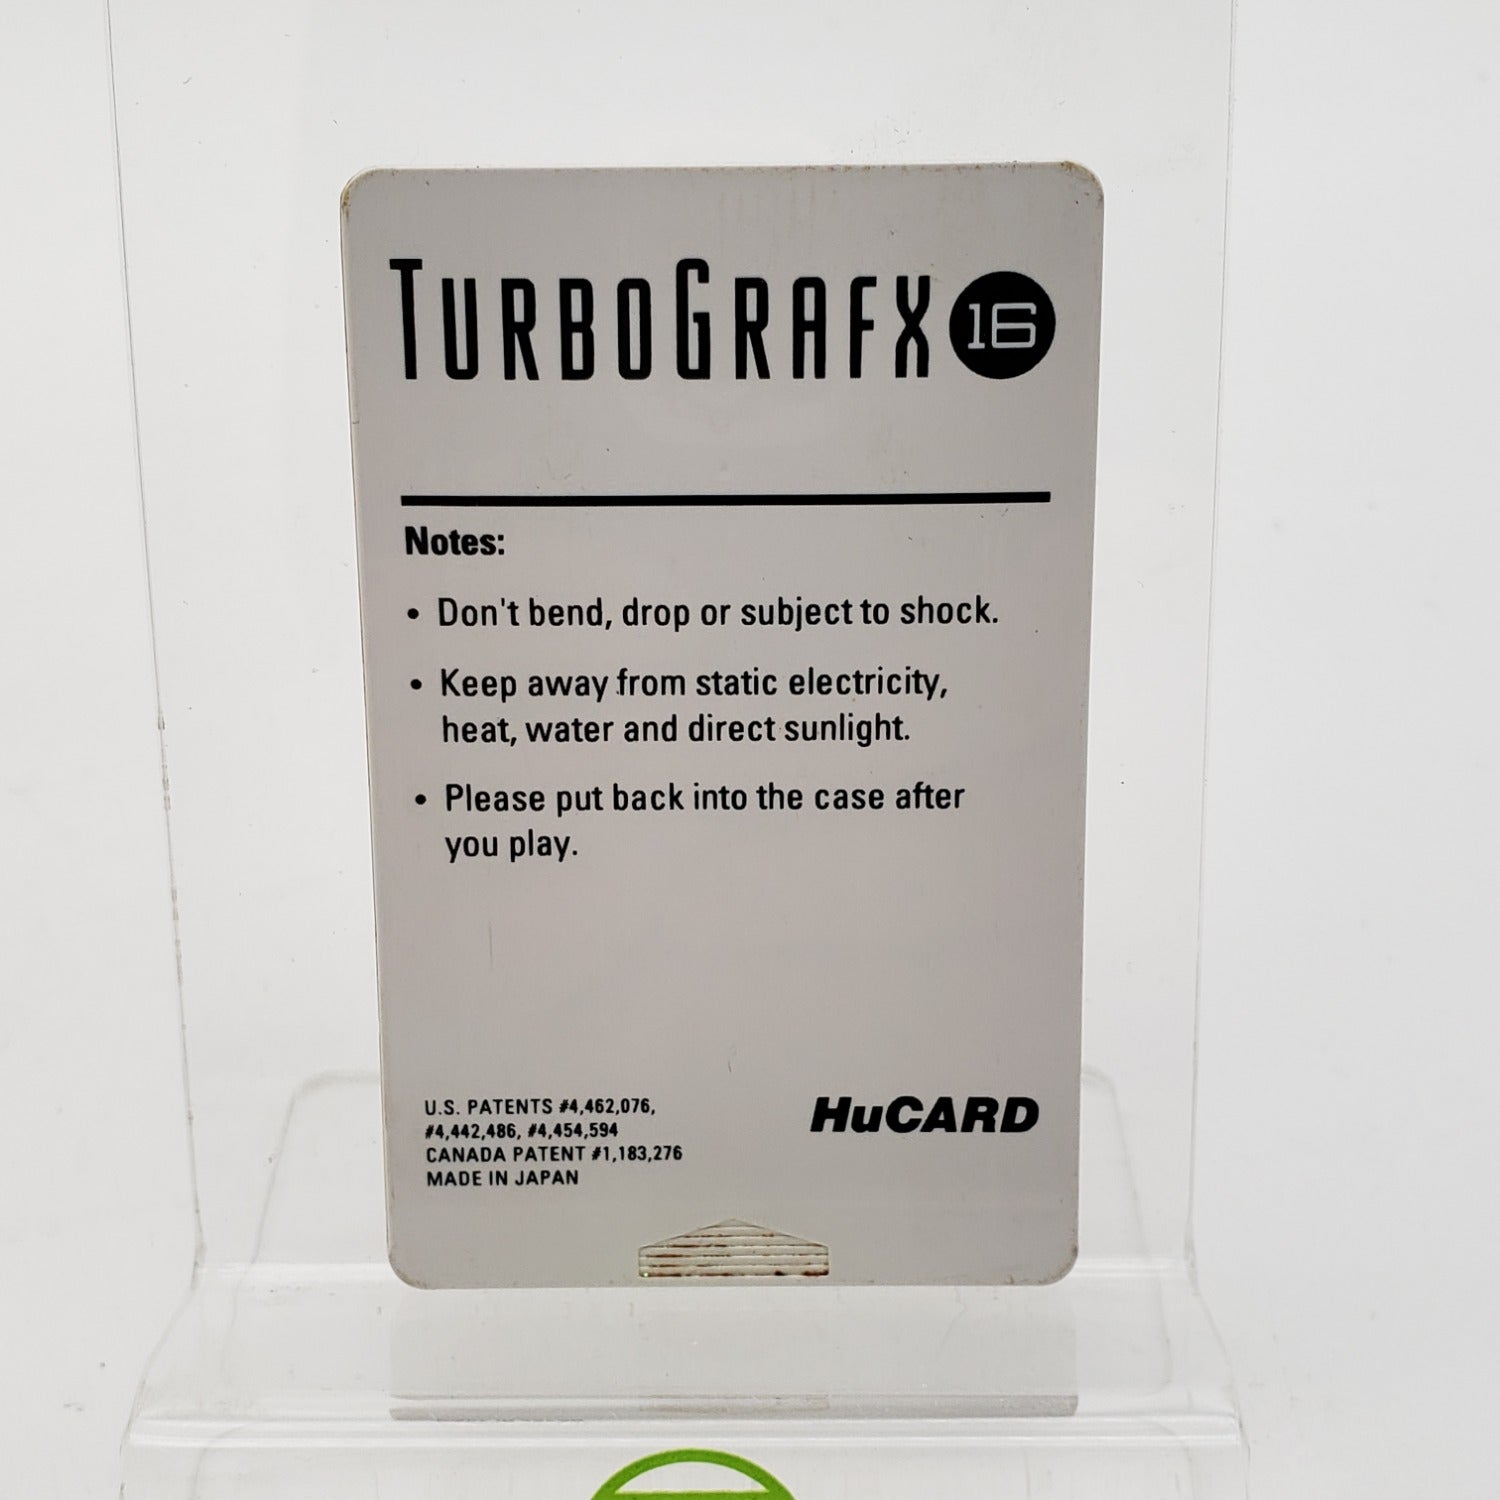 TURBOGRAFX 16
Notes:
• Don't bend, drop or subject to shock.
• Keep away from static electricity,
heat, water and direct sunlight.
• Please put back into the case after
you play.
U.S. PATENTS #4,462,076,
#4,442,486, #4,454,594
CANADA PATENT #1,183,276
MADE IN JAPAN
HuCARD